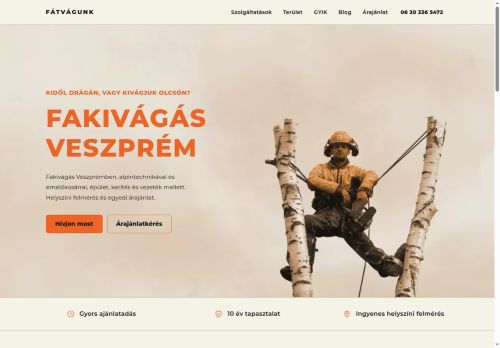 FÁTVÁGUNK
Szolgáltatások Terület GYIK Blog Árajánlat 06 30 336 5472
KIDŐL DRÁGÁN, VAGY KIVÁGJUK OLCSÓN?
FAKIVÁGÁS
VESZPRÉM
Fakivágás Veszprémben, alpintechnikával és
emelőkosárral, épület, kerítés és vezeték mellett.
Helyszíni felmérés és egyedi árajánlat.
Hívjon most Árajánlatkérés
Gyors ajánlatadás 10 év tapasztalat Ingyenes helyszíni felmérés